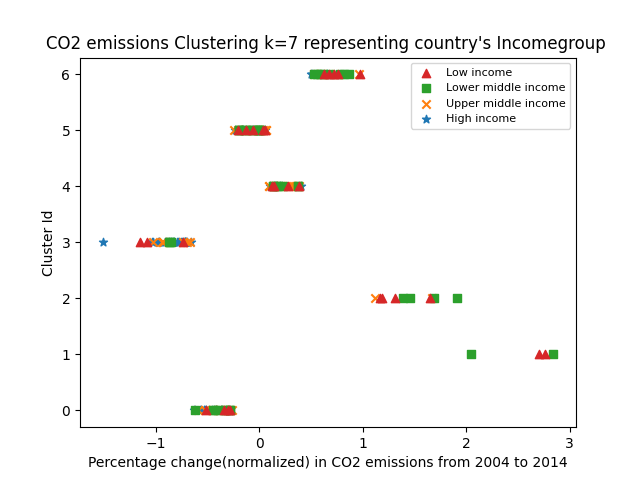 CO2 emissions Clustering k=7 representing country's Incomegroup
Low income
Lower middle income
Upper middle income
High income
6
5
4
3
2
1
0
Cluster Id
−1
0
1
2
3
Percentage change(normalized) in CO2 emissions from 2004 to 2014